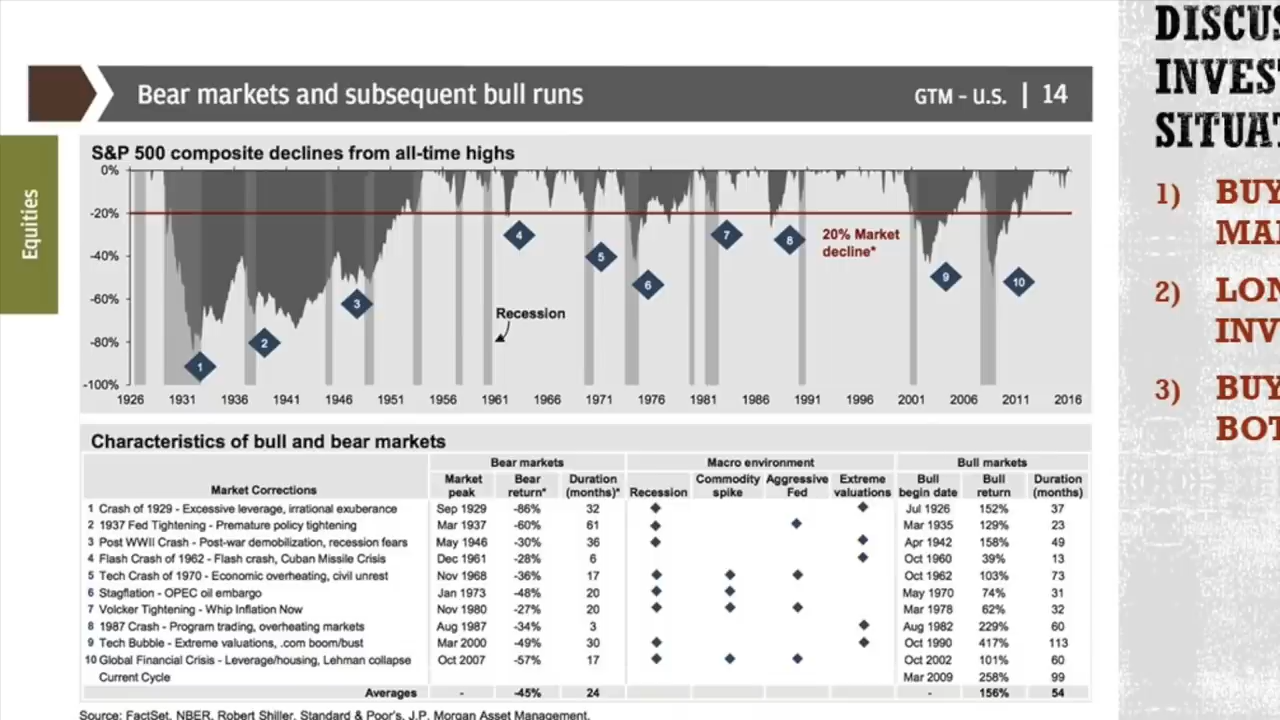 Bear markets and subsequent bull runs
GTM – U.S. | 14
Equities
S&P 500 composite declines from all-time highs
0%
-20%
-40%
-60%
-80%
-100%
1926 1931 1936 1941 1946 1951 1956 1961 1966 1971 1976 1981 1986 1991 1996 2001 2006 2011 2016
1
2
3
4
5
6
7
8
9
10
Recession
20% Market
decline*
Characteristics of bull and bear markets
Bear markets Macro environment Bull markets
Market Corrections Market peak Bear return* Duration (months)* Recession Commodity spike Aggressive Fed Extreme valuations Bull begin date Bull return Duration (months)
1 Crash of 1929 - Excessive leverage, irrational exuberance Sep 1929 -86% 32 Jul 1926 152% 37
2 1937 Fed Tightening - Premature policy tightening Mar 1937 -60% 61 Mar 1935 129% 23
3 Post WWII Crash - Post-war demobilization, recession fears May 1946 -30% 36 Apr 1942 158% 49
4 Flash Crash of 1962 - Flash crash, Cuban Missile Crisis Dec 1961 -28% 6 Oct 1960 39% 13
5 Tech Crash of 1970 - Economic overheating, civil unrest Nov 1968 -36% 17 Oct 1962 103% 73
6 Stagflation - OPEC oil embargo Jan 1973 -48% 20 May 1970 74% 31
7 Volcker Tightening - Whip Inflation Now Nov 1980 -27% 20 Mar 1978 62% 32
8 1987 Crash - Program trading, overheating markets Aug 1987 -34% 3 Aug 1982 229% 60
9 Tech Bubble - Extreme valuations, .com boom/bust Mar 2000 -49% 30 Oct 1990 417% 113
10 Global Financial Crisis - Leverage/housing, Lehman collapse Oct 2007 -57% 17 Oct 2002 101% 60
Current Cycle Mar 2009 258% 99
Averages - -45% 24 - 156% 54
Source: FactSet, NBER, Robert Shiller, Standard & Poor's, J.P. Morgan Asset Management.
DISCUS
INVES
SITUAT
1) BUY
MA
2) LON
INV
3) BUY
BOT